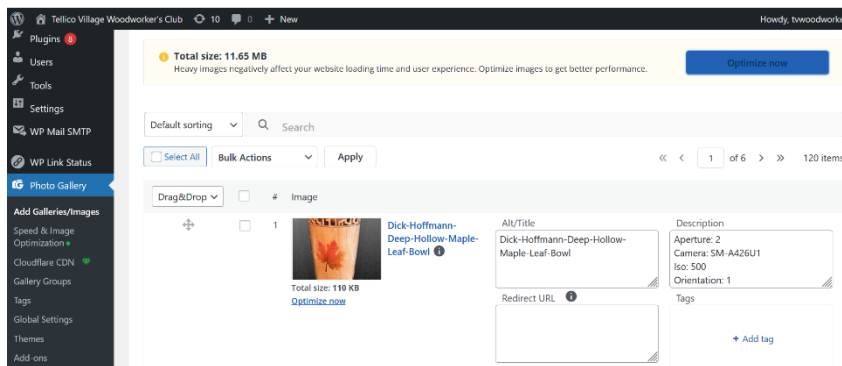 Tellico Village Woodworker's Club 10 0 + New Howdy, tvwoodworke
Plugins 8
Users
Tools
Settings
WP Mail SMTP
WP Link Status
Photo Gallery
Add Galleries/Images
Speed & Image
Optimization
Cloudflare CDN
Gallery Groups
Tags
Global Settings
Themes
Add-ons
Total size: 11.65 MB
Heavy images negatively affect your website loading time and user experience. Optimize images to get better performance.
Optimize now
Default sorting Search
Select All Bulk Actions Apply « ‹ 1 of 6 › » 120 items
Drag&Drop # Image
1
Dick-Hoffmann-
Deep-Hollow-Maple-
Leaf-Bowl
Total size: 110 KB
Optimize now
Alt/Title
Dick-Hoffmann-Deep-Hollow-
Maple-Leaf-Bowl
Redirect URL
Description
Aperture: 2
Camera: SM-A426U1
Iso: 500
Orientation: 1
Tags
+ Add tag